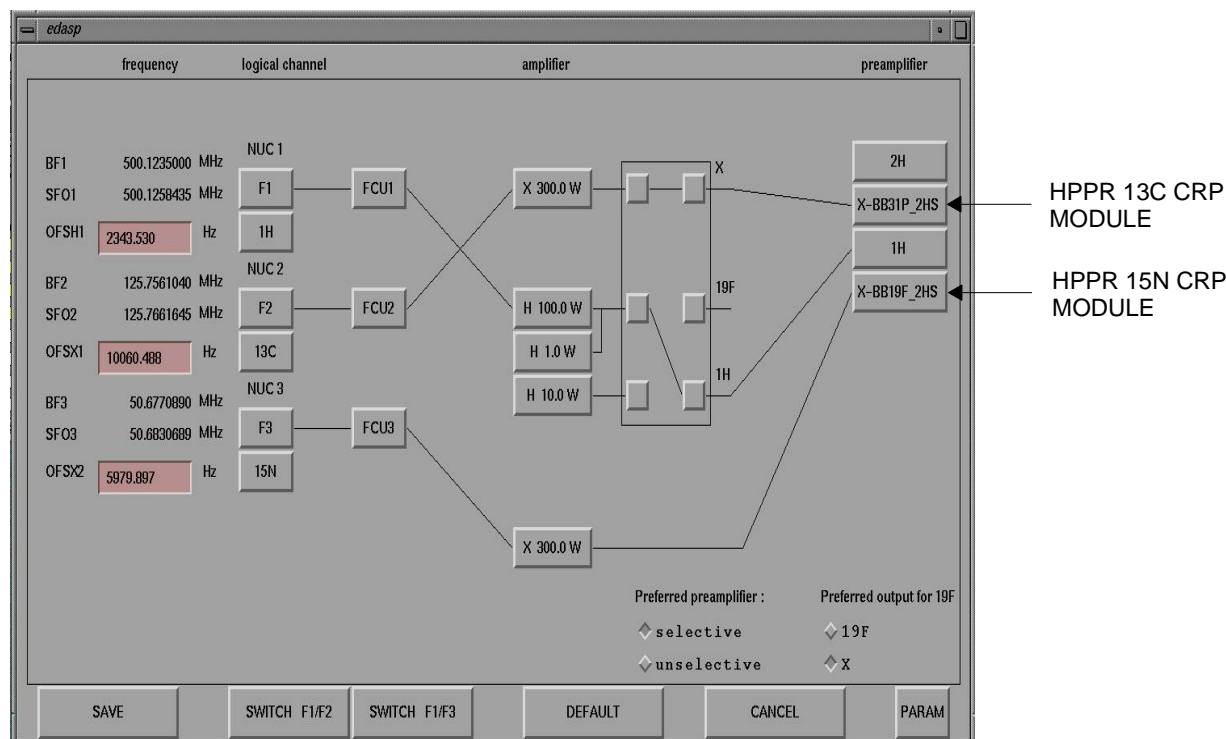 edasp
frequency logical channel amplifier preamplifier
NUC 1
BF1 500.1235000 MHz
SFO1 500.1258435 MHz
OFSH1 2343.530 Hz
F1
1H
FCU1
NUC 2
BF2 125.7561040 MHz
SFO2 125.7661645 MHz
OFSX1 10060.488 Hz
F2
13C
FCU2
NUC 3
BF3 50.6770890 MHz
SFO3 50.6830689 MHz
OFSX2 5979.897 Hz
F3
15N
FCU3
X 300.0 W
H 100.0 W
H 1.0 W
H 10.0 W
X 300.0 W
X
19F
1H
2H
X-BB31P_2HS
1H
X-BB19F_2HS
HPPR 13C CRP
MODULE
HPPR 15N CRP
MODULE
Preferred preamplifier :
selective
unselective
Preferred output for 19F
19F
X
SAVE SWITCH F1/F2 SWITCH F1/F3 DEFAULT CANCEL PARAM